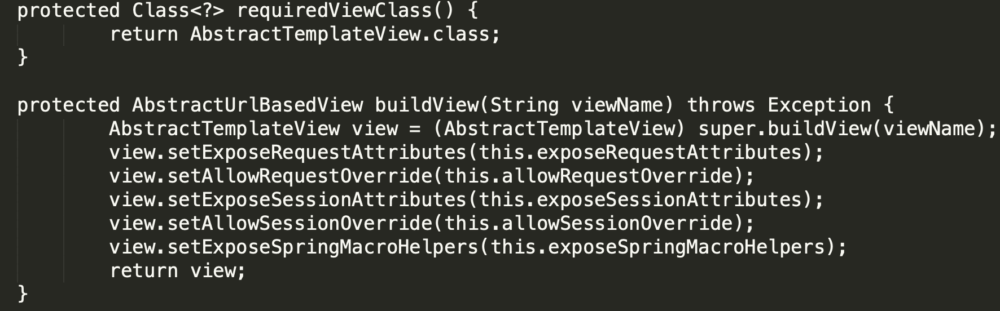 protected Class<?> requiredViewClass() {
        return AbstractTemplateView.class;
}

protected AbstractUrlBasedView buildView(String viewName) throws Exception {
        AbstractTemplateView view = (AbstractTemplateView) super.buildView(viewName);
        view.setExposeRequestAttributes(this.exposeRequestAttributes);
        view.setAllowRequestOverride(this.allowRequestOverride);
        view.setExposeSessionAttributes(this.exposeSessionAttributes);
        view.setAllowSessionOverride(this.allowSessionOverride);
        view.setExposeSpringMacroHelpers(this.exposeSpringMacroHelpers);
        return view;
}